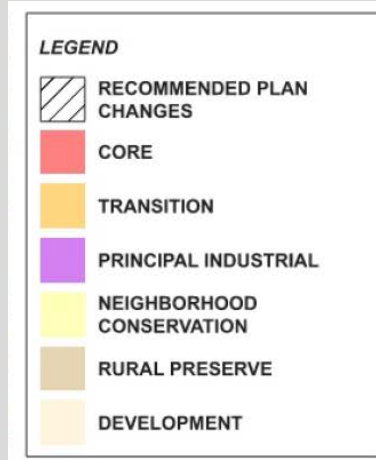 LEGEND
RECOMMENDED PLAN
CHANGES
CORE
TRANSITION
PRINCIPAL INDUSTRIAL
NEIGHBORHOOD
CONSERVATION
RURAL PRESERVE
DEVELOPMENT